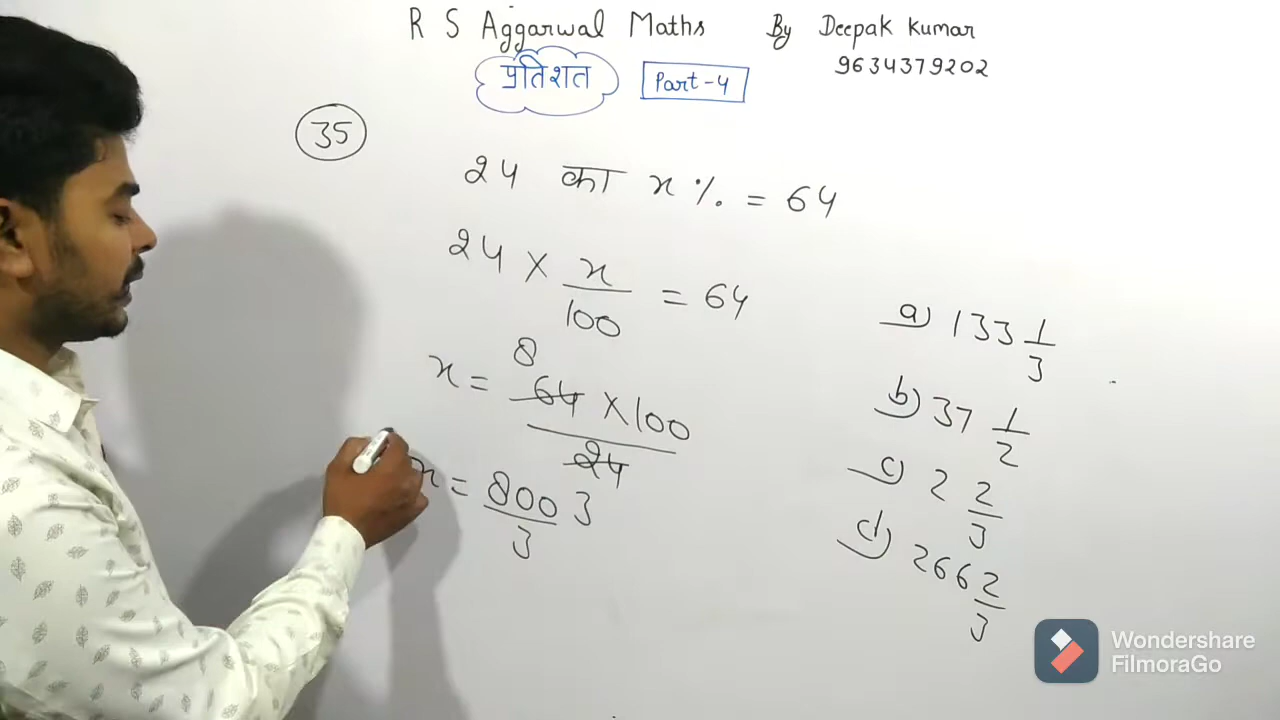 R S Aggarwal Maths By Deepak Kumar
9634379202
प्रतिशत Part-4
35
24 का x % = 64
24 × x/100 = 64
x = 8 64 × 100 / 24
3
x = 800/3
a) 133 1/3
b) 37 1/2
c) 2 2/3
d) 266 2/3
Wondershare
FilmoraGo